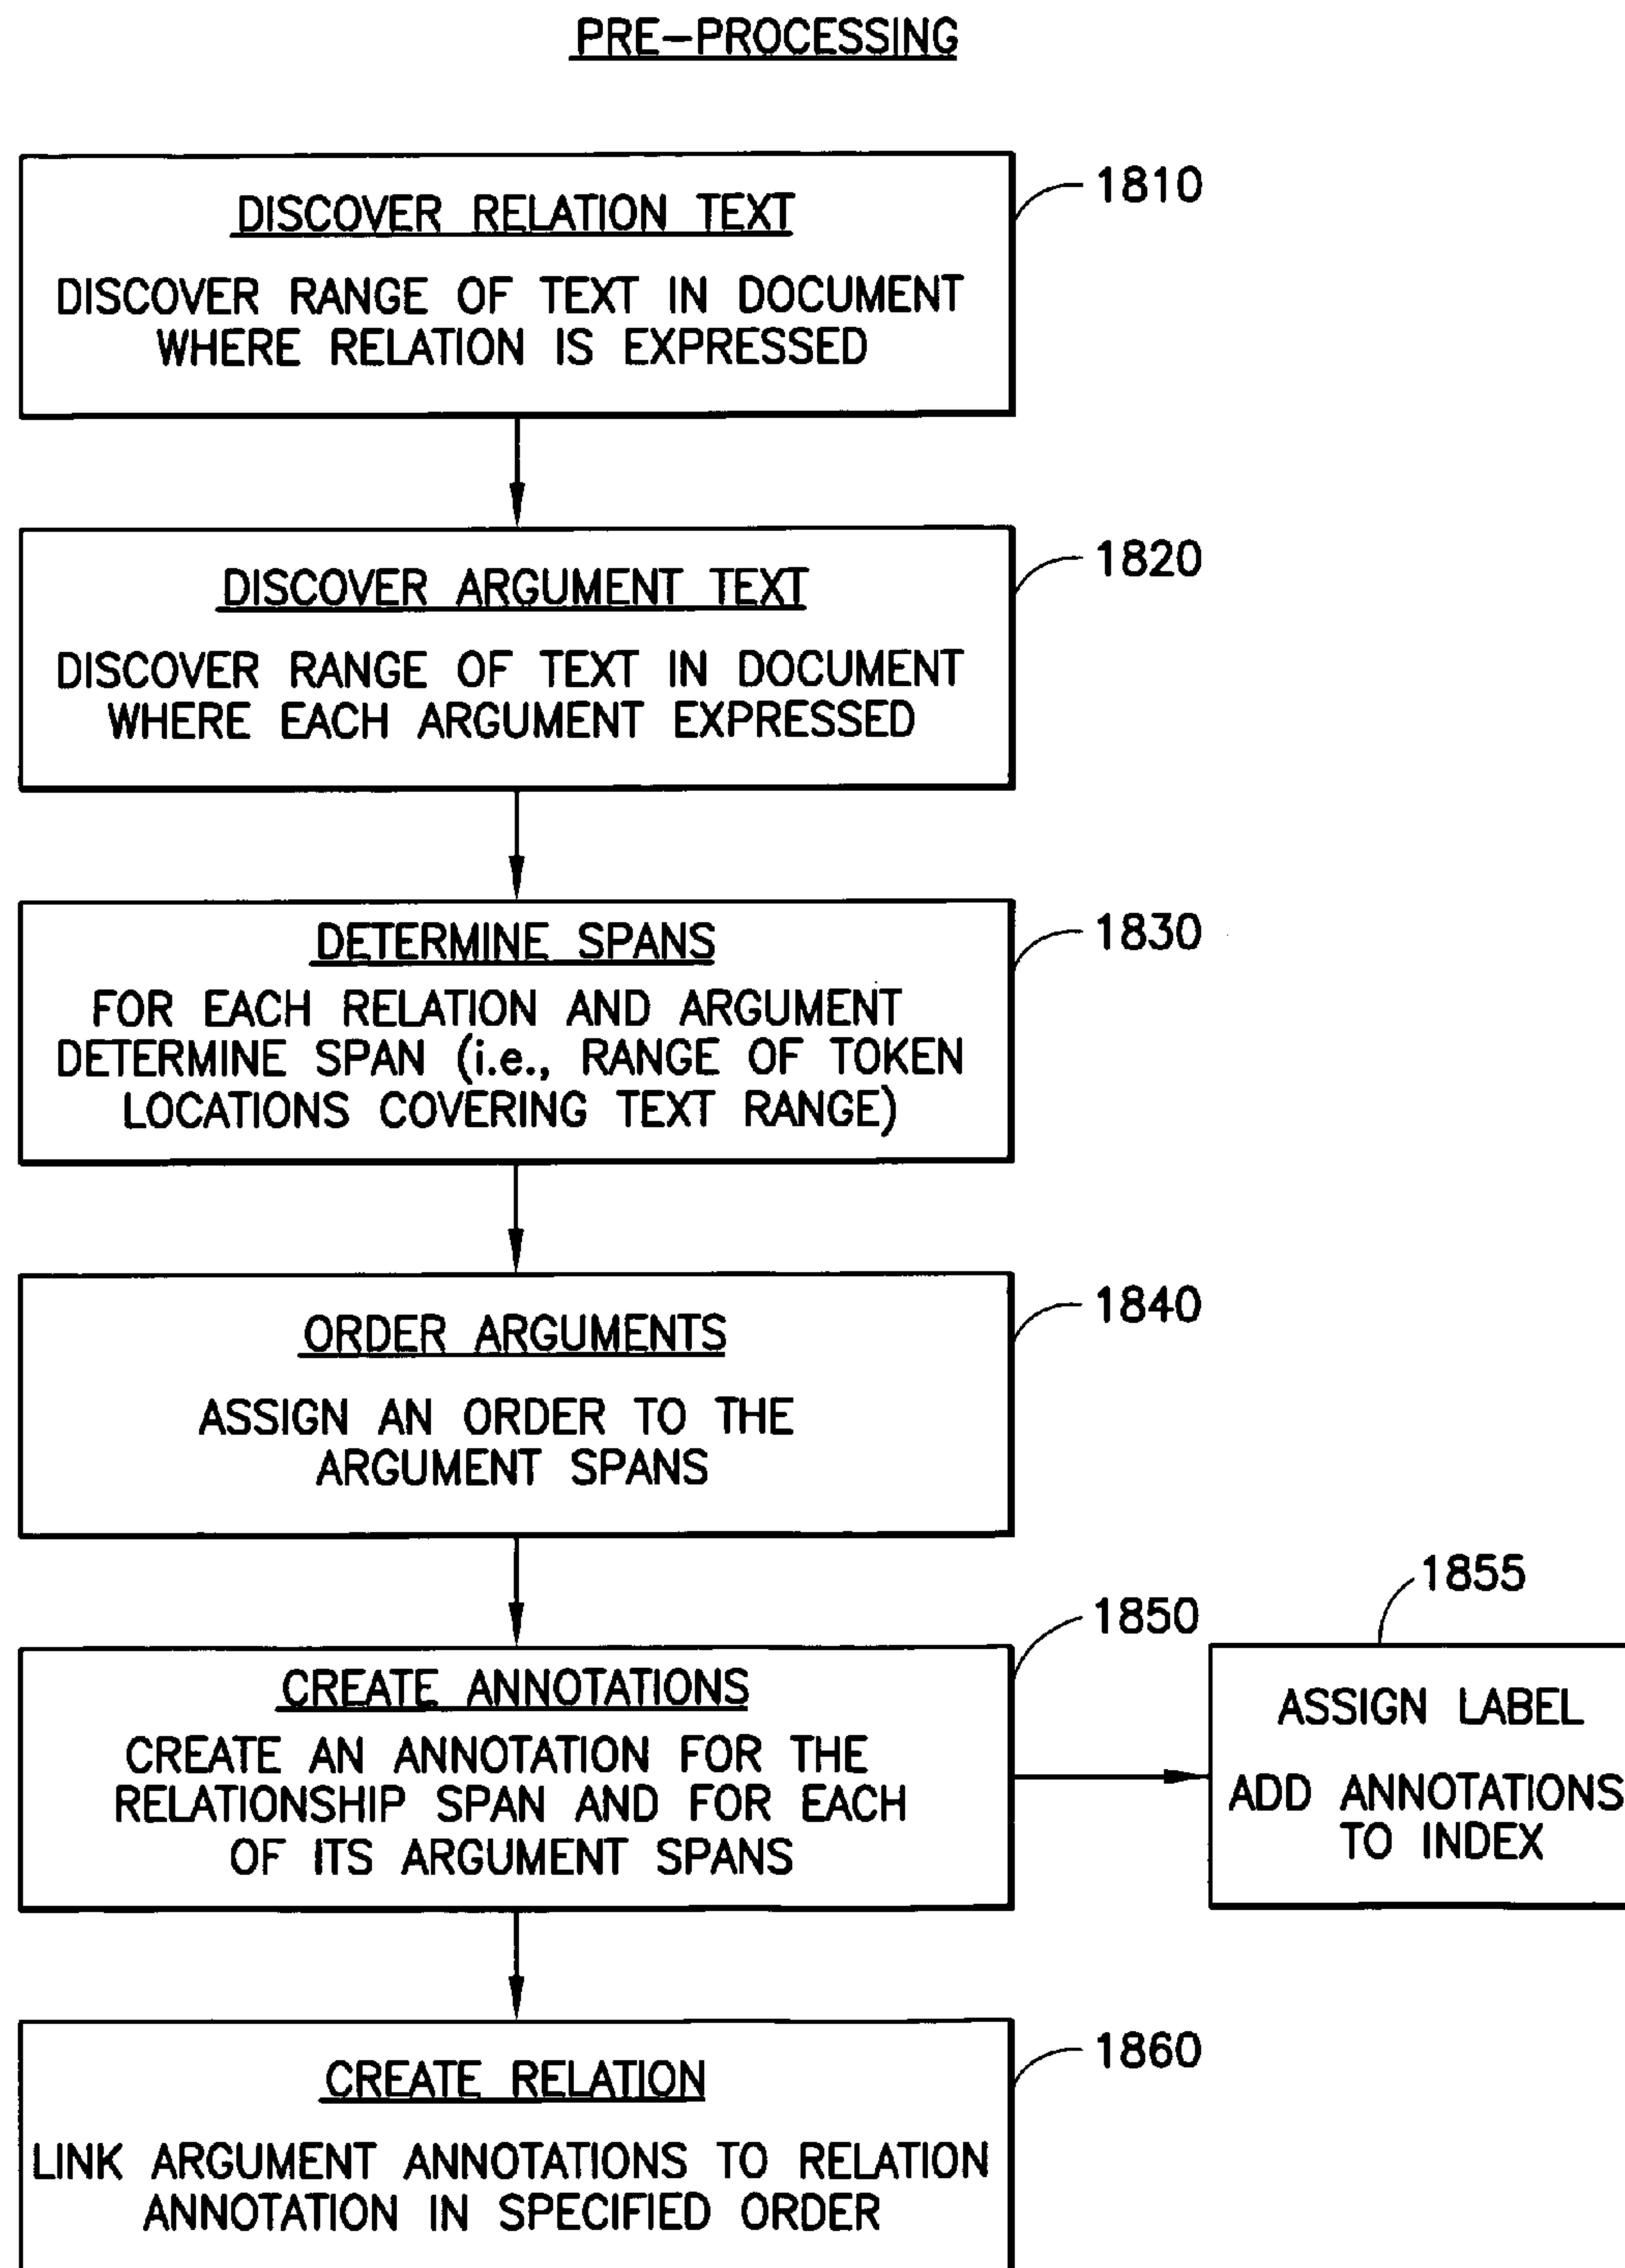 PRE-PROCESSING
1810
DISCOVER RELATION TEXT
DISCOVER RANGE OF TEXT IN DOCUMENT
WHERE RELATION IS EXPRESSED
1820
DISCOVER ARGUMENT TEXT
DISCOVER RANGE OF TEXT IN DOCUMENT
WHERE EACH ARGUMENT EXPRESSED
1830
DETERMINE SPANS
FOR EACH RELATION AND ARGUMENT
DETERMINE SPAN (i.e., RANGE OF TOKEN
LOCATIONS COVERING TEXT RANGE)
1840
ORDER ARGUMENTS
ASSIGN AN ORDER TO THE
ARGUMENT SPANS
1850
CREATE ANNOTATIONS
CREATE AN ANNOTATION FOR THE
RELATIONSHIP SPAN AND FOR EACH
OF ITS ARGUMENT SPANS
1855
ASSIGN LABEL
ADD ANNOTATIONS
TO INDEX
1860
CREATE RELATION
LINK ARGUMENT ANNOTATIONS TO RELATION
ANNOTATION IN SPECIFIED ORDER